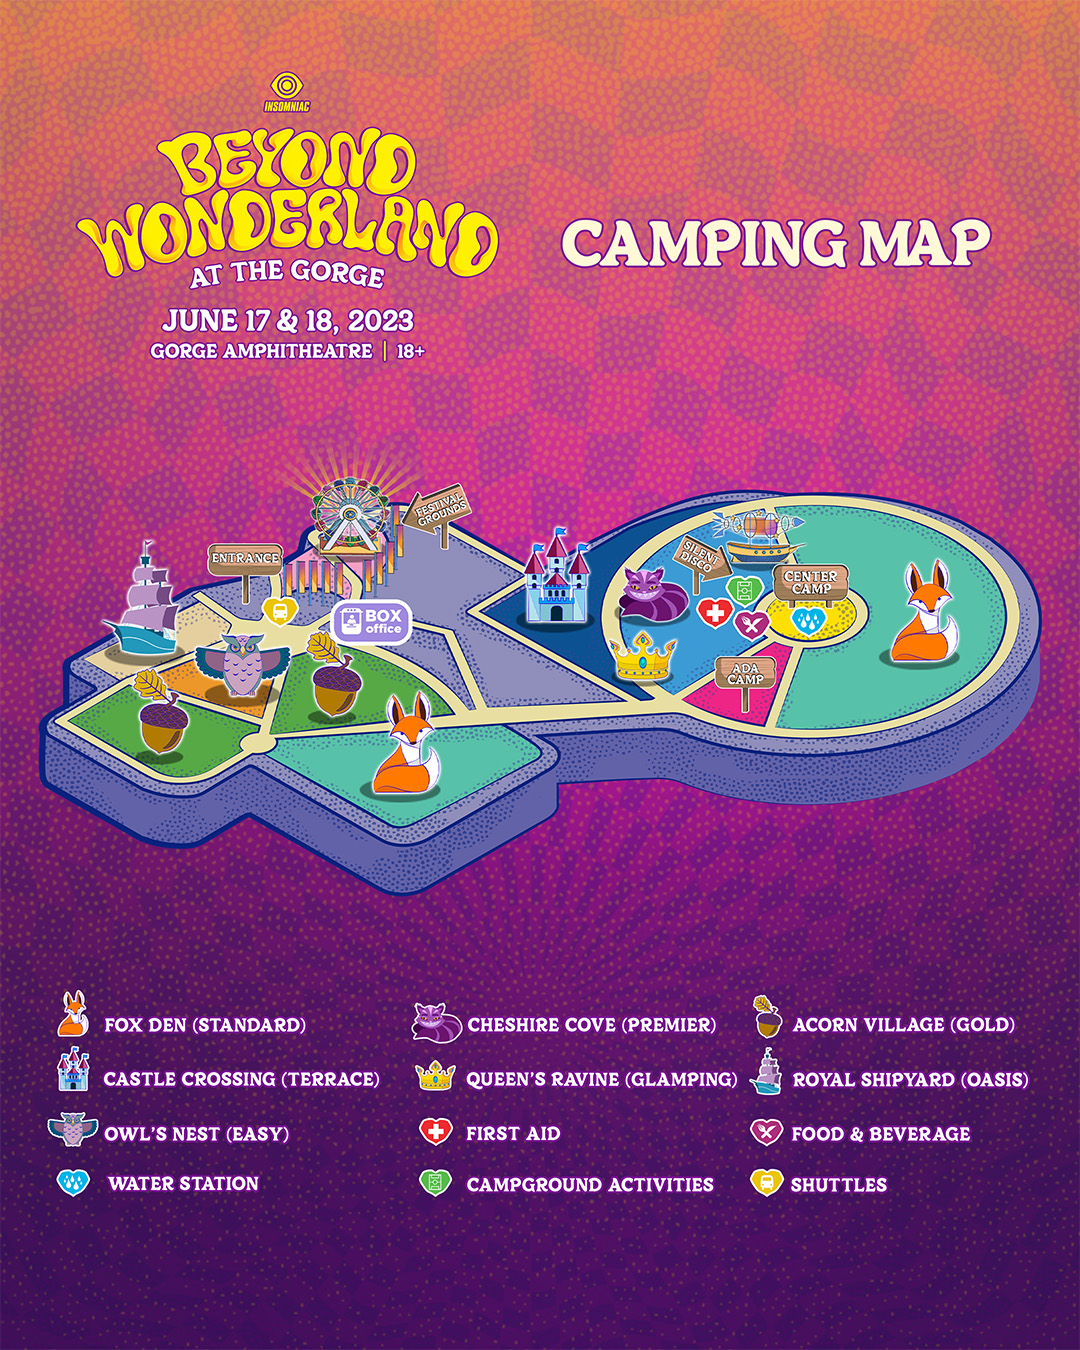 INSOMNIAC
BEYOND
WONDERLAND
AT THE GORGE
JUNE 17 & 18, 2023
GORGE AMPHITHEATRE | 18+
CAMPING MAP
FESTIVAL
GROUNDS
ENTRANCE
BOX
office
SILENT
DISCO
CENTER
CAMP
ADA
CAMP
FOX DEN (STANDARD)
CHESHIRE COVE (PREMIER)
ACORN VILLAGE (GOLD)
CASTLE CROSSING (TERRACE)
QUEEN'S RAVINE (GLAMPING)
ROYAL SHIPYARD (OASIS)
OWL'S NEST (EASY)
FIRST AID
FOOD & BEVERAGE
WATER STATION
CAMPGROUND ACTIVITIES
SHUTTLES